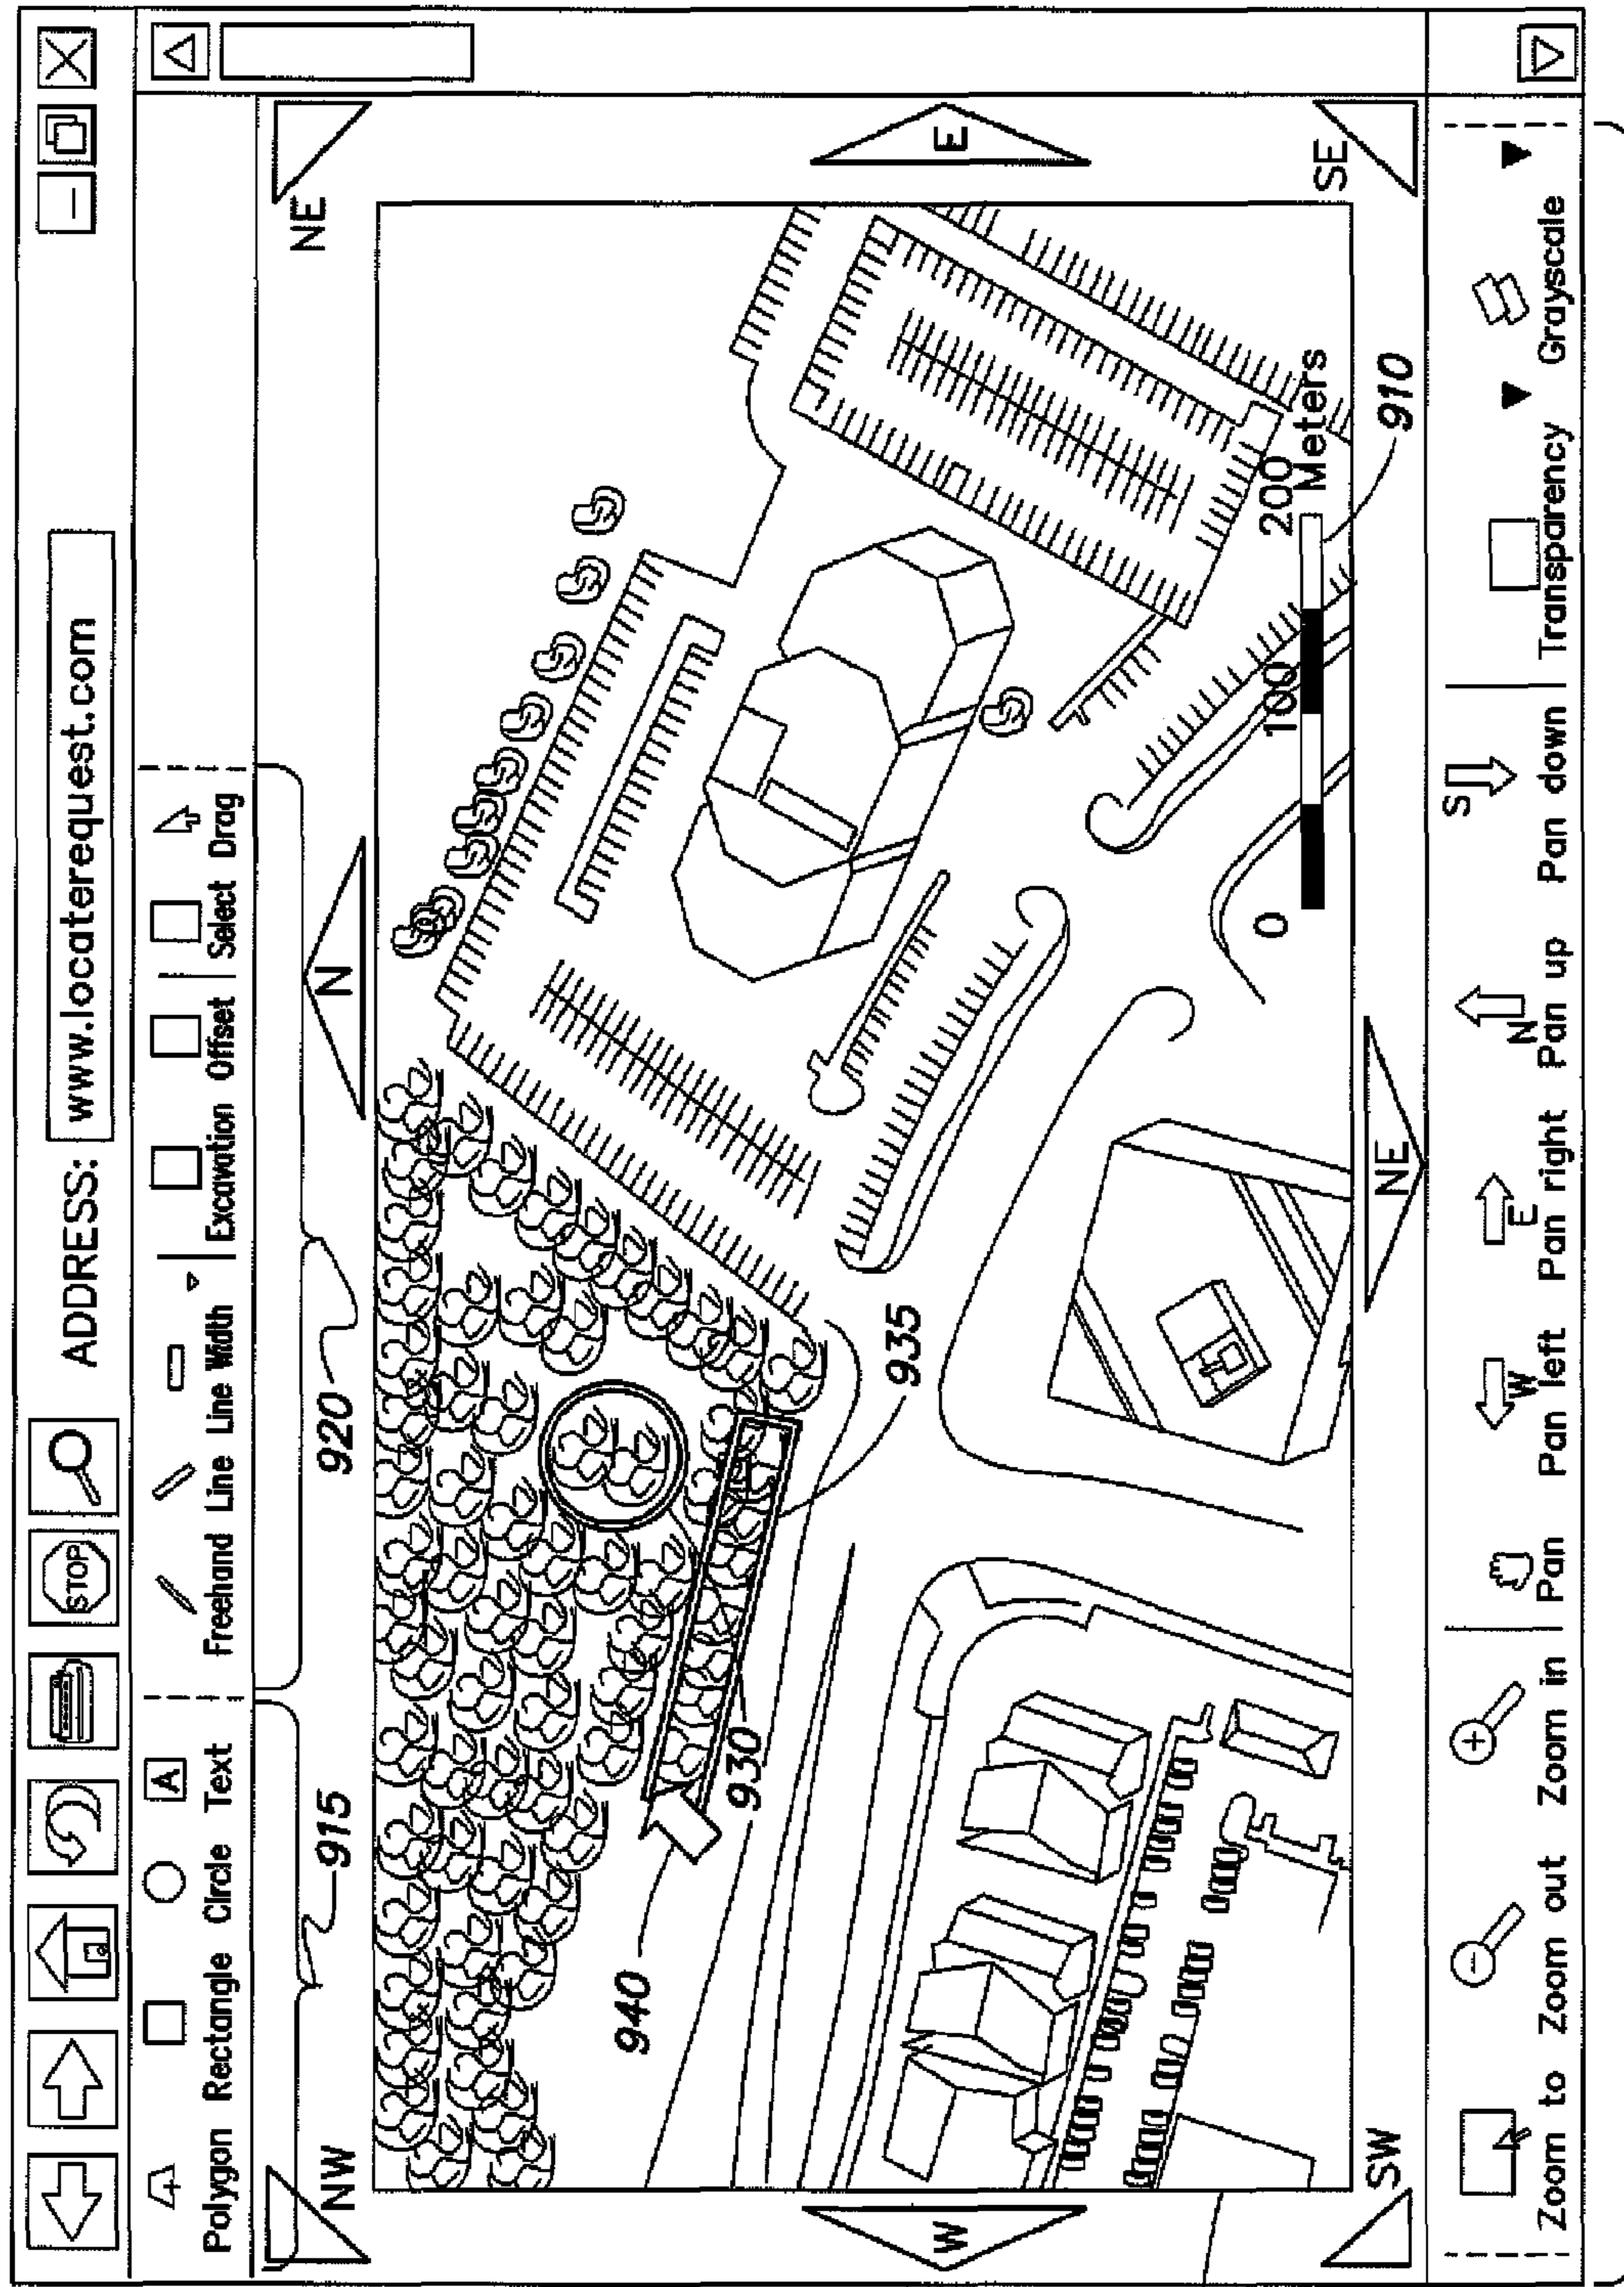 STOP
ADDRESS: www.locaterequest.com
A
Polygon Rectangle Circle Text Freehand Line Line Width Excavation Offset Select Drag
915
920
NW
N
NE
W
E
940
930
935
0 100 200
Meters
910
SW
NE
SE
W E N S
Zoom to Zoom out Zoom in Pan Pan left Pan right Pan up Pan down Transparency Grayscale